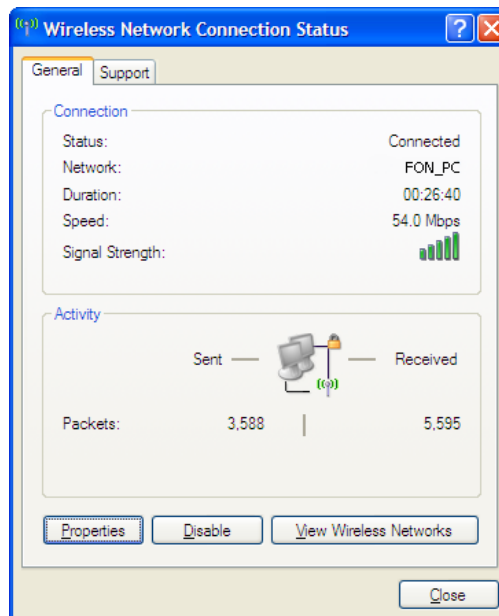 Wireless Network Connection Status
General Support
Connection
Status: Connected
Network: FON_PC
Duration: 00:26:40
Speed: 54.0 Mbps
Signal Strength:
Activity
Sent Received
Packets: 3,588 5,595
Properties Disable View Wireless Networks
Close